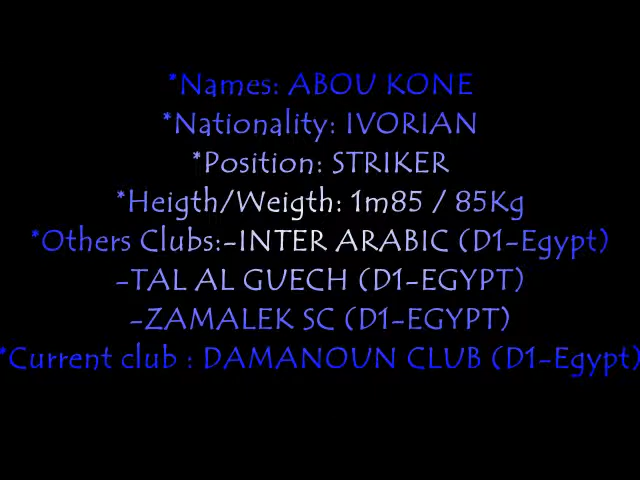 *Names: ABOU KONE
*Nationality: IVORIAN
*Position: STRIKER
*Heigth/Weigth: 1m85 / 85Kg
*Others Clubs:-INTER ARABIC (D1-Egypt)
-TAL AL GUECH (D1-EGYPT)
-ZAMALEK SC (D1-EGYPT)
*Current club : DAMANOUN CLUB (D1-Egypt)